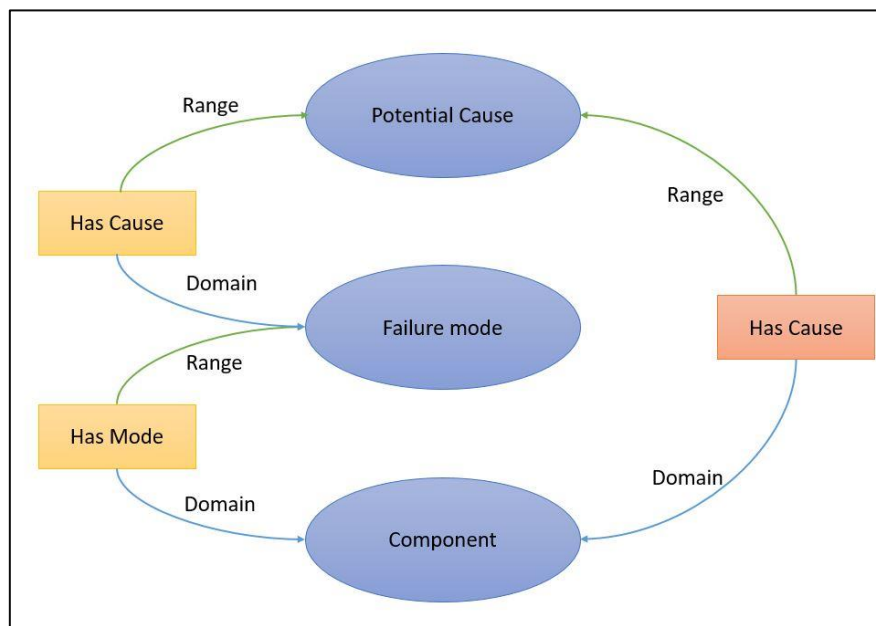 Potential Cause
Range
Range
Has Cause
Domain
Failure mode
Has Cause
Range
Has Mode
Domain
Domain
Component